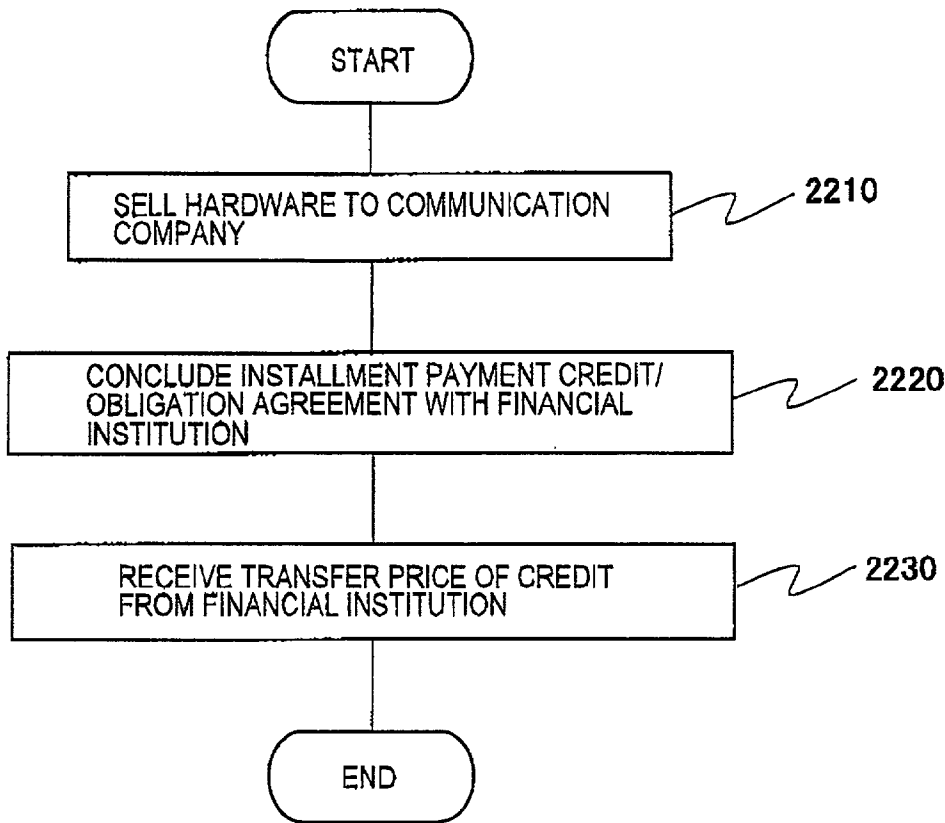 START
SELL HARDWARE TO COMMUNICATION
COMPANY
2210
CONCLUDE INSTALLMENT PAYMENT CREDIT/
OBLIGATION AGREEMENT WITH FINANCIAL
INSTITUTION
2220
RECEIVE TRANSFER PRICE OF CREDIT
FROM FINANCIAL INSTITUTION
2230
END